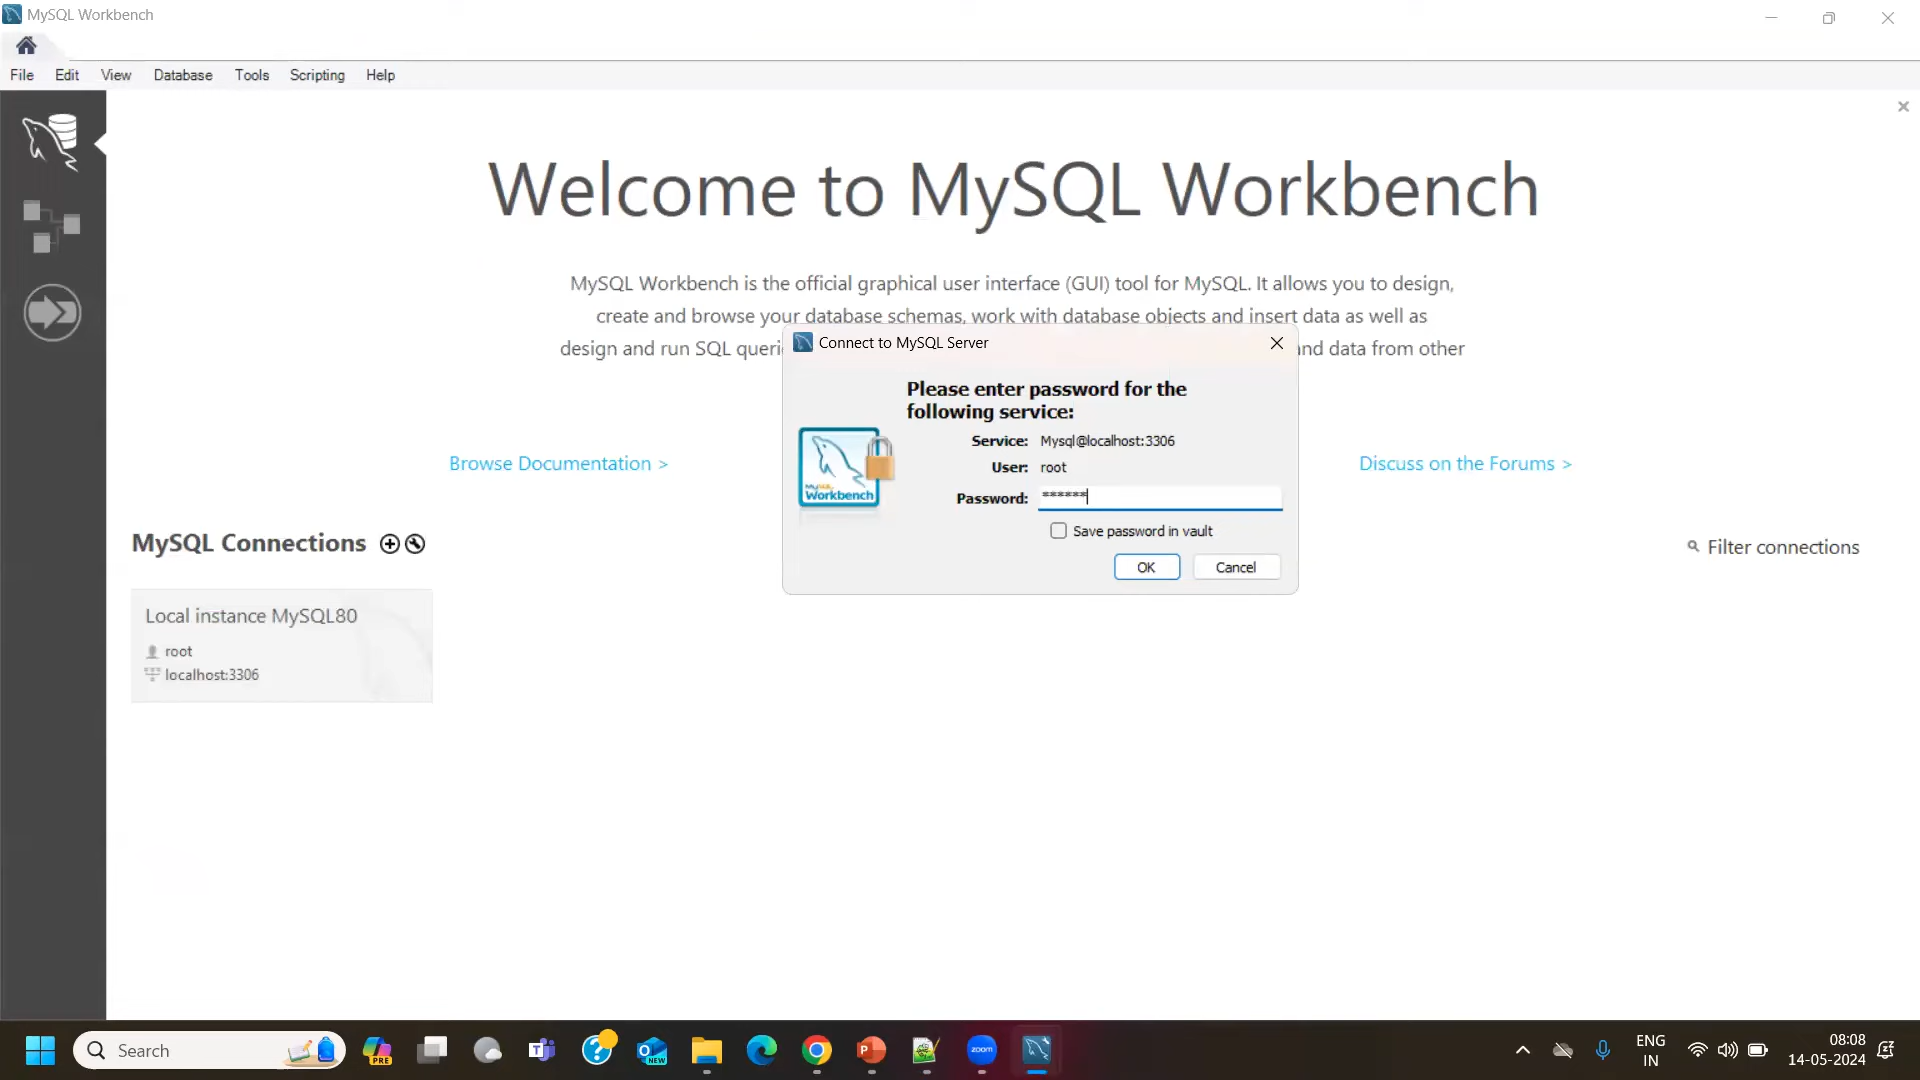 MySQL Workbench
File Edit View Database Tools Scripting Help
Welcome to MySQL Workbench
MySQL Workbench is the official graphical user interface (GUI) tool for MySQL. It allows you to design,
create and browse your database schemas, work with database objects and insert data as well as
design and run SQL queri
nd data from other
Connect to MySQL Server
Please enter password for the
following service:
Service: Mysql@localhost:3306
User: root
Password: ******
Save password in vault
OK Cancel
MySQL
Workbench
Browse Documentation >
Discuss on the Forums >
MySQL Connections
Filter connections
Local instance MySQL80
root
localhost:3306
Search
PRE
NEW
zoom
ENG
IN
08:08
14-05-2024